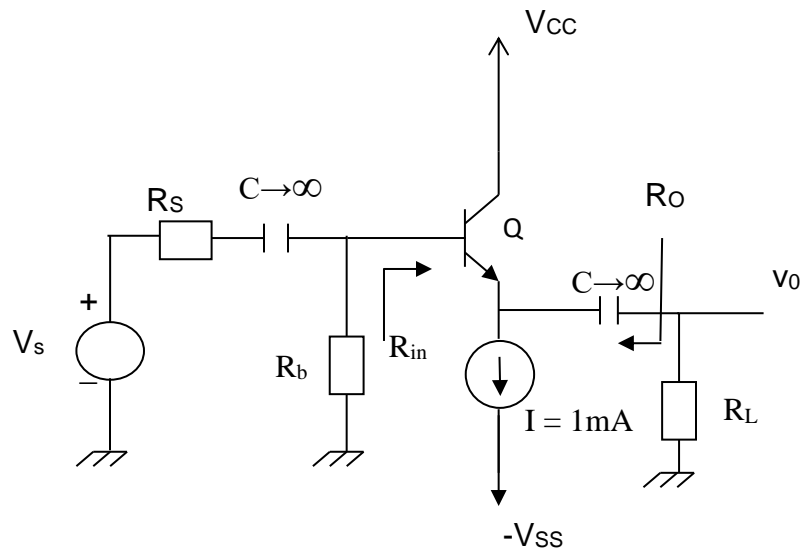 VCC
C→∞
RS
Q
RO
C→∞
v0
+
Vs
–
Rb
Rin
I = 1mA
RL
-VSS